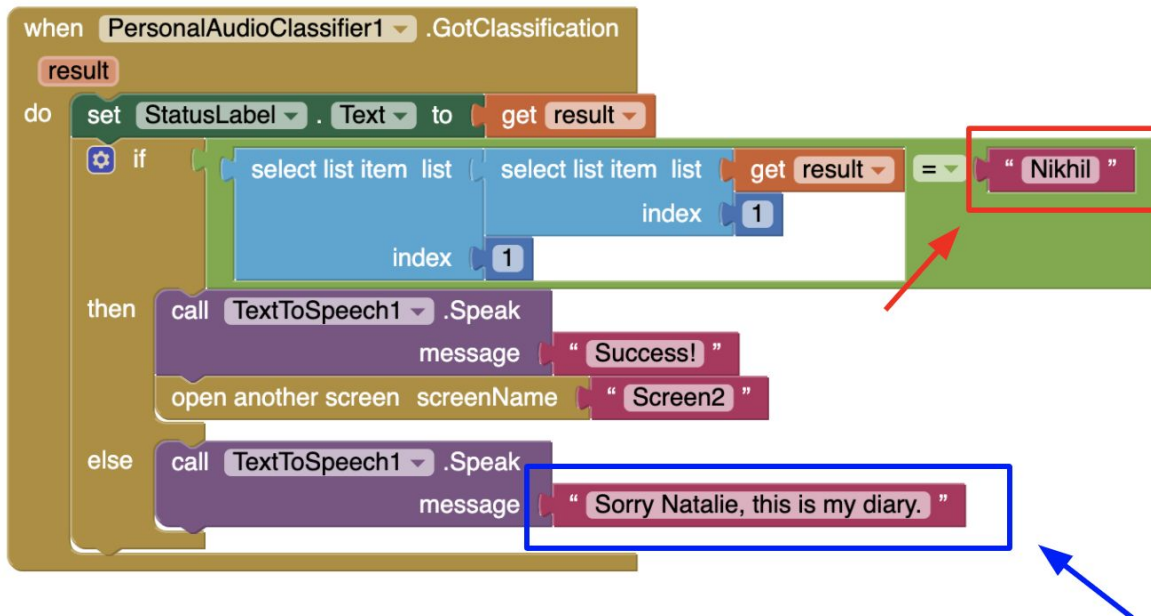 when PersonalAudioClassifier1 .GotClassification
result
do set StatusLabel . Text to get result
if select list item list select list item list get result = " Nikhil "
index 1
index 1
then call TextToSpeech1 .Speak
message " Success! "
open another screen screenName " Screen2 "
else call TextToSpeech1 .Speak
message " Sorry Natalie, this is my diary. "